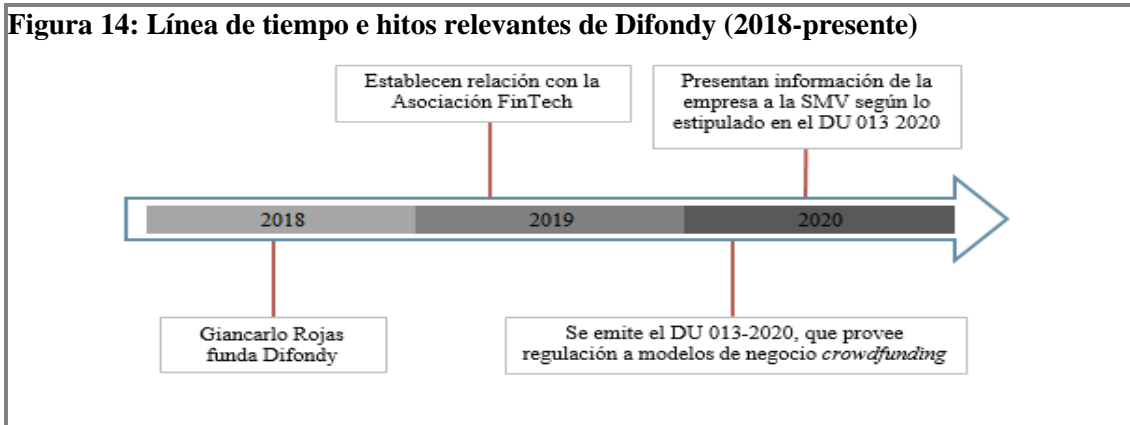 Figura 14: Línea de tiempo e hitos relevantes de Difondy (2018-presente)
Establecen relación con la
Asociación FinTech
Presentan información de la
empresa a la SMV según lo
estipulado en el DU 013 2020
2018
2019
2020
Giancarlo Rojas
funda Difondy
Se emite el DU 013-2020, que provee
regulación a modelos de negocio crowdfunding